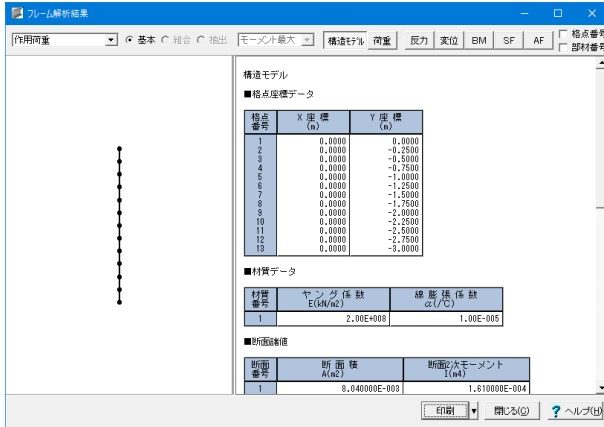 フレーム解析結果
作用荷重 基本 組合 抽出 モーメント最大 構造モデル 荷重 反力 変位 BM SF AF 格点番号
部材番号
構造モデル
■格点座標データ
格点番号 X 座 標 (m) Y 座 標 (m)
1 0.0000 0.0000
2 0.0000 -0.2500
3 0.0000 -0.5000
4 0.0000 -0.7500
5 0.0000 -1.0000
6 0.0000 -1.2500
7 0.0000 -1.5000
8 0.0000 -1.7500
9 0.0000 -2.0000
10 0.0000 -2.2500
11 0.0000 -2.5000
12 0.0000 -2.7500
13 0.0000 -3.0000
■材質データ
材質番号 ヤ ン グ 係 数 E(kN/m2) 線 膨 張 係 数 α(/℃)
1 2.00E+008 1.00E-005
■断面諸値
断面番号 断 面 積 A(m2) 断面2次モーメント I(m4)
1 8.040000E-003 1.610000E-004
印刷 ▼ 閉じる(C) ? ヘルプ(H)